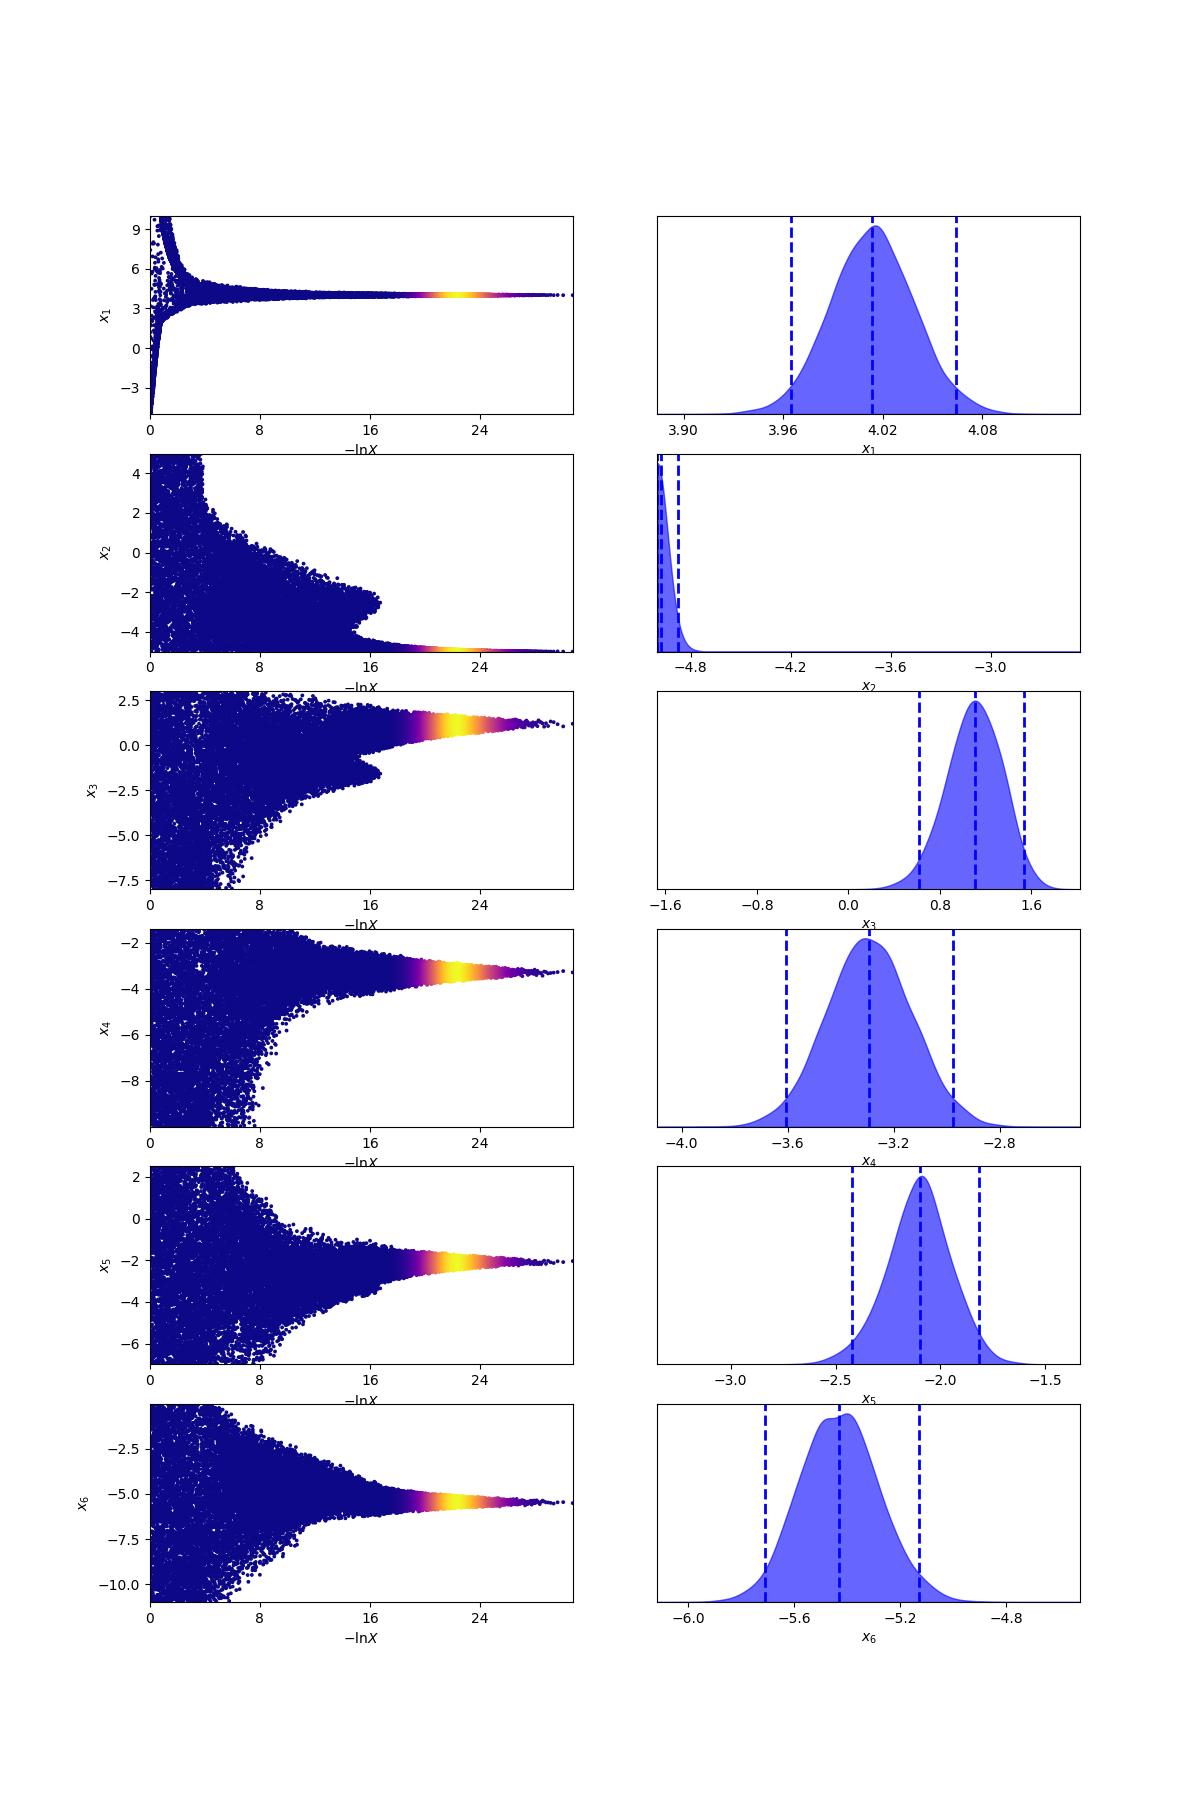 9
6
3
0
−3
x₁
0 8 16 24
−lnX
3.90 3.96 4.02 4.08
x₁
4
2
0
−2
−4
x₂
0 8 16 24
−lnX
−4.8 −4.2 −3.6 −3.0
x₂
2.5
0.0
−2.5
−5.0
−7.5
x₃
0 8 16 24
−lnX
−1.6 −0.8 0.0 0.8 1.6
x₃
−2
−4
−6
−8
x₄
0 8 16 24
−lnX
−4.0 −3.6 −3.2 −2.8
x₄
2
0
−2
−4
−6
x₅
0 8 16 24
−lnX
−3.0 −2.5 −2.0 −1.5
x₅
−2.5
−5.0
−7.5
−10.0
x₆
0 8 16 24
−lnX
−6.0 −5.6 −5.2 −4.8
x₆